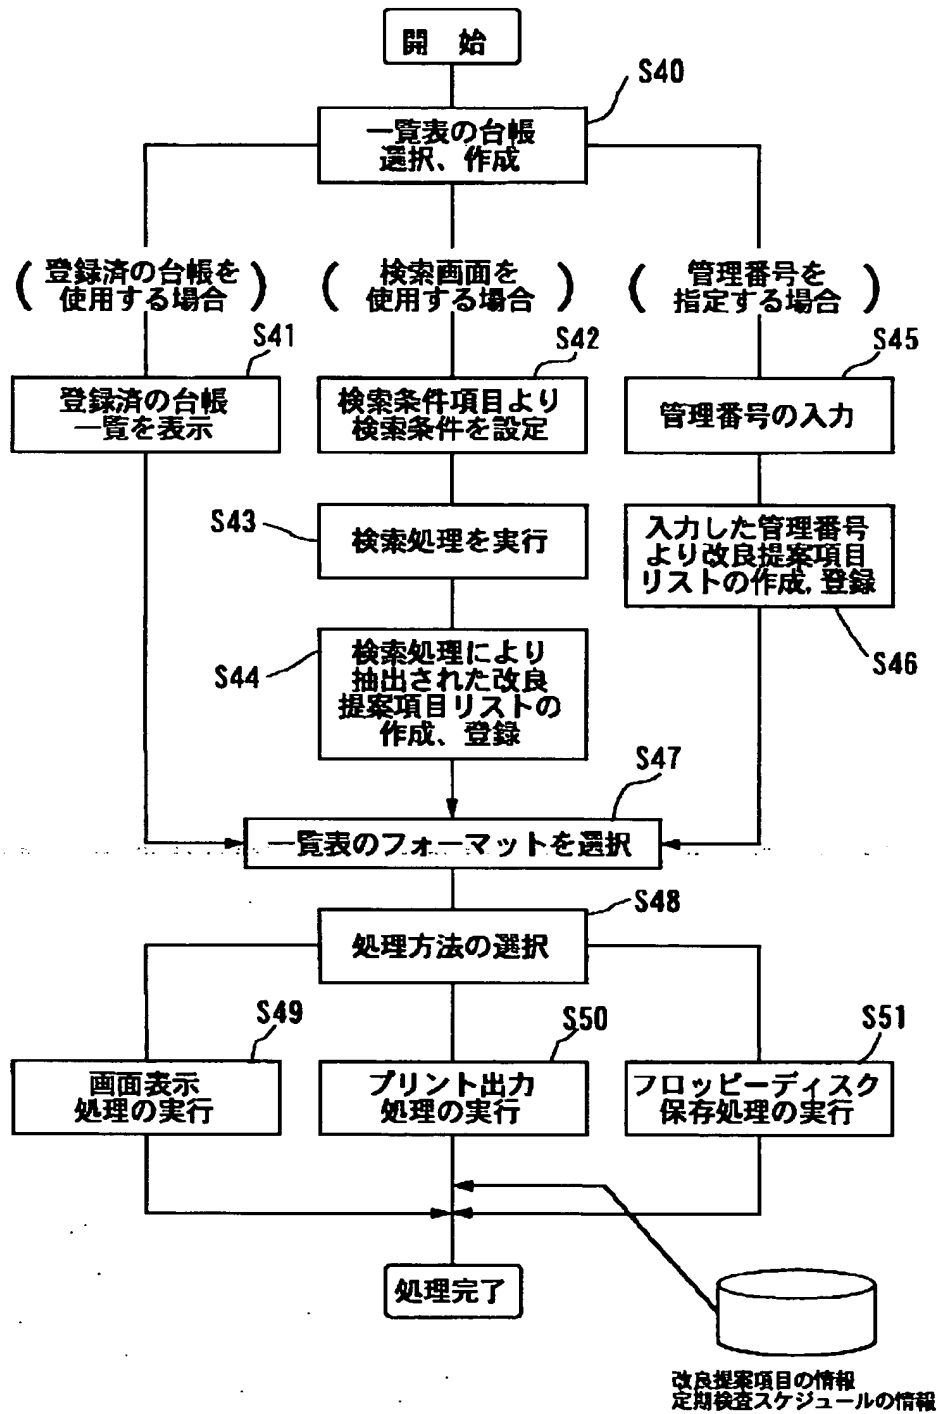 開 始
S40
一覧表の台帳
選択、作成
(登録済の台帳を
使用する場合)
(検索画面を
使用する場合)
(管理番号を
指定する場合)
S41
登録済の台帳
一覧を表示
S42
検索条件項目より
検索条件を設定
S45
管理番号の入力
S43
検索処理を実行
入力した管理番号
より改良提案項目
リストの作成,登録
S46
S44
検索処理により
抽出された改良
提案項目リストの
作成、登録
S47
一覧表のフォーマットを選択
S48
処理方法の選択
S49
画面表示
処理の実行
S50
プリント出力
処理の実行
S51
フロッピーディスク
保存処理の実行
処理完了
改良提案項目の情報
定期検査スケジュールの情報